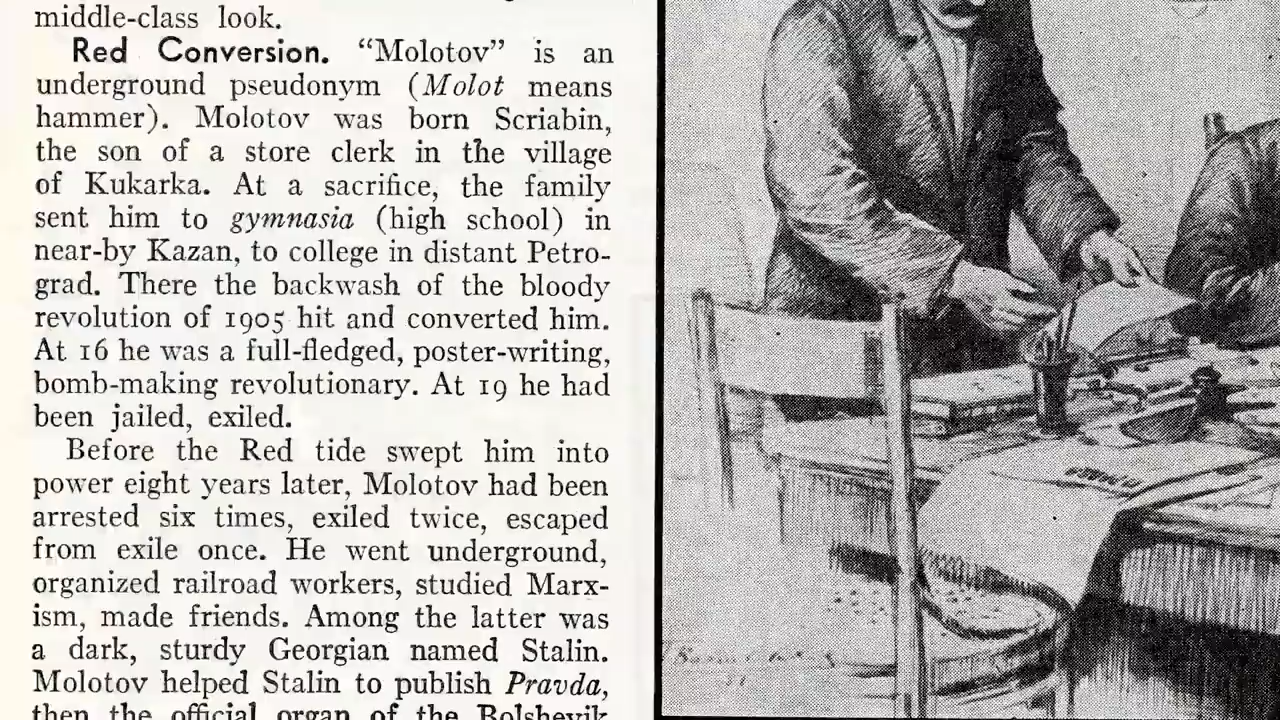 middle-class look.
Red Conversion. “Molotov” is an
underground pseudonym (Molot means
hammer). Molotov was born Scriabin,
the son of a store clerk in the village
of Kukarka. At a sacrifice, the family
sent him to gymnasia (high school) in
near-by Kazan, to college in distant Petro-
grad. There the backwash of the bloody
revolution of 1905 hit and converted him.
At 16 he was a full-fledged, poster-writing,
bomb-making revolutionary. At 19 he had
been jailed, exiled.
Before the Red tide swept him into
power eight years later, Molotov had been
arrested six times, exiled twice, escaped
from exile once. He went underground,
organized railroad workers, studied Marx-
ism, made friends. Among the latter was
a dark, sturdy Georgian named Stalin.
Molotov helped Stalin to publish Pravda,
then the official organ of the Bolshevik